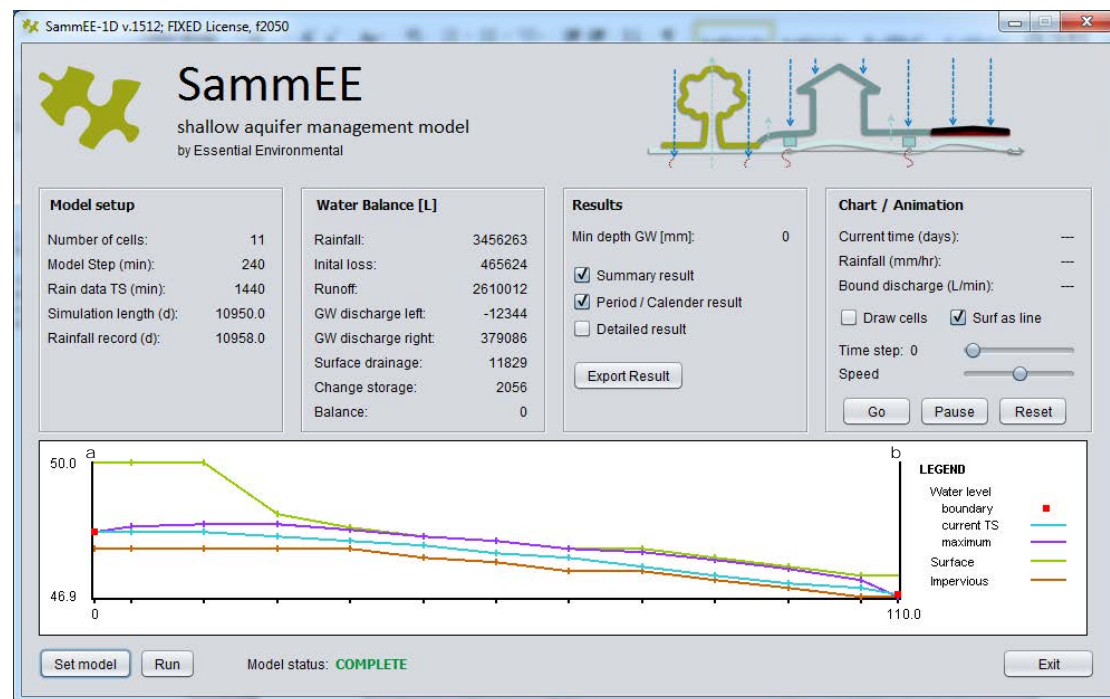 SammEE-1D v.1512; FIXED License, f2050
SammEE
shallow aquifer management model
by Essential Environmental
Model setup
Number of cells: 11
Model Step (min): 240
Rain data TS (min): 1440
Simulation length (d): 10950.0
Rainfall record (d): 10958.0
Water Balance [L]
Rainfall: 3456263
Inital loss: 465624
Runoff: 2610012
GW discharge left: -12344
GW discharge right: 379086
Surface drainage: 11829
Change storage: 2056
Balance: 0
Results
Min depth GW [mm]: 0
Summary result
Period / Calender result
Detailed result
Export Result
Chart / Animation
Current time (days): ---
Rainfall (mm/hr): ---
Bound discharge (L/min): ---
Draw cells Surf as line
Time step: 0
Speed
Go Pause Reset
a b
50.0
46.9
0 110.0
LEGEND
Water level
boundary
current TS
maximum
Surface
Impervious
Set model Run Model status: COMPLETE Exit